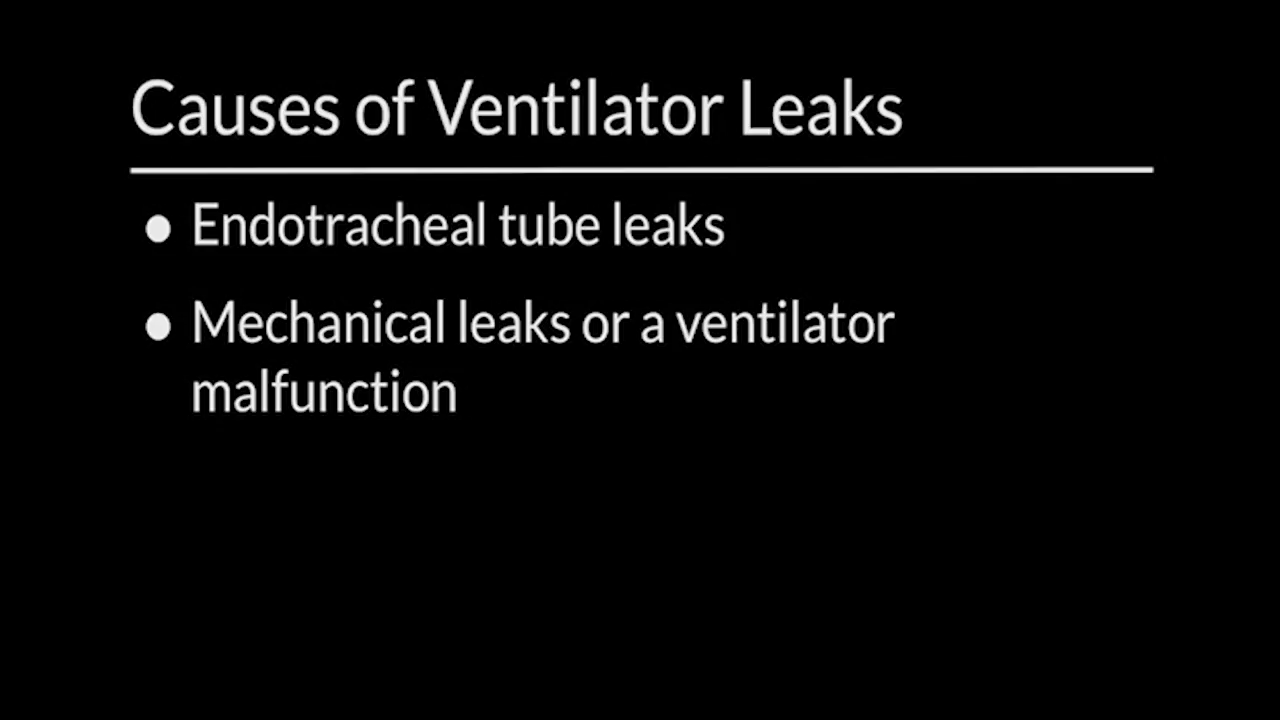 Causes of Ventilator Leaks
● Endotracheal tube leaks
● Mechanical leaks or a ventilator
malfunction